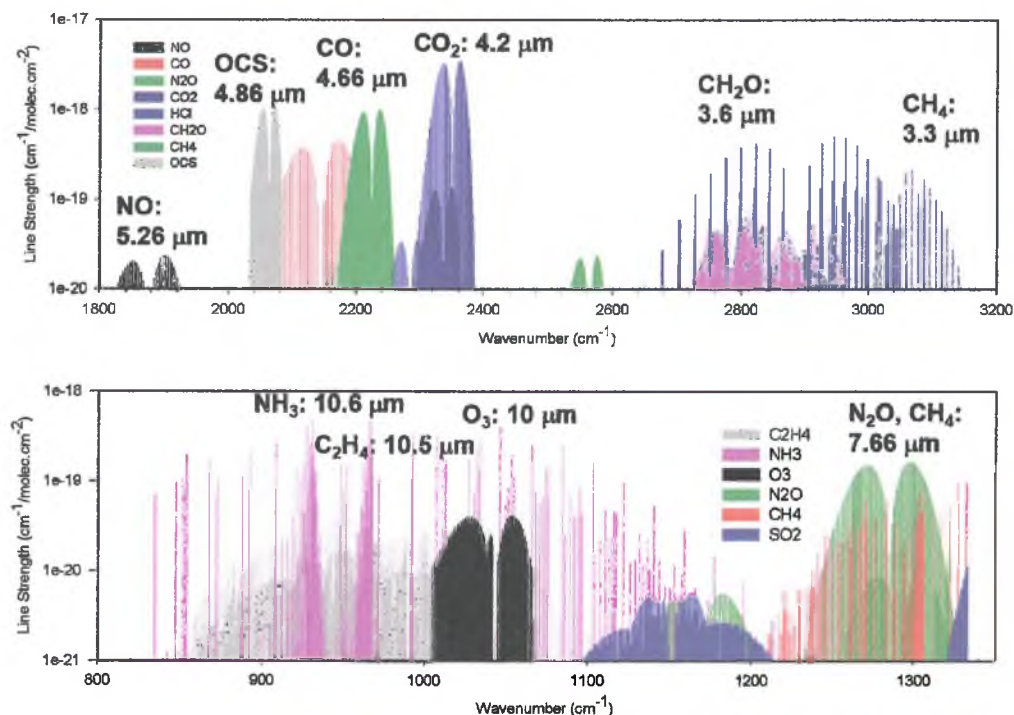 1e-17
1e-18
1e-19
1e-20
Line Strength (cm⁻¹/molec.cm⁻²)
NO
CO
N2O
CO2
HCl
CH2O
CH4
OCS
NO:
5.26 µm
OCS:
4.86 µm
CO:
4.66 µm
CO₂: 4.2 µm
CH₂O:
3.6 µm
CH₄:
3.3 µm
1800 2000 2200 2400 2600 2800 3000 3200
Wavenumber (cm⁻¹)
1e-18
1e-19
1e-20
1e-21
Line Strength (cm⁻¹/molec.cm⁻²)
NH₃: 10.6 µm
C₂H₄: 10.5 µm
O₃: 10 µm
N₂O, CH₄:
7.66 µm
C2H4
NH3
O3
N2O
CH4
SO2
800 900 1000 1100 1200 1300
Wavenumber (cm⁻¹)